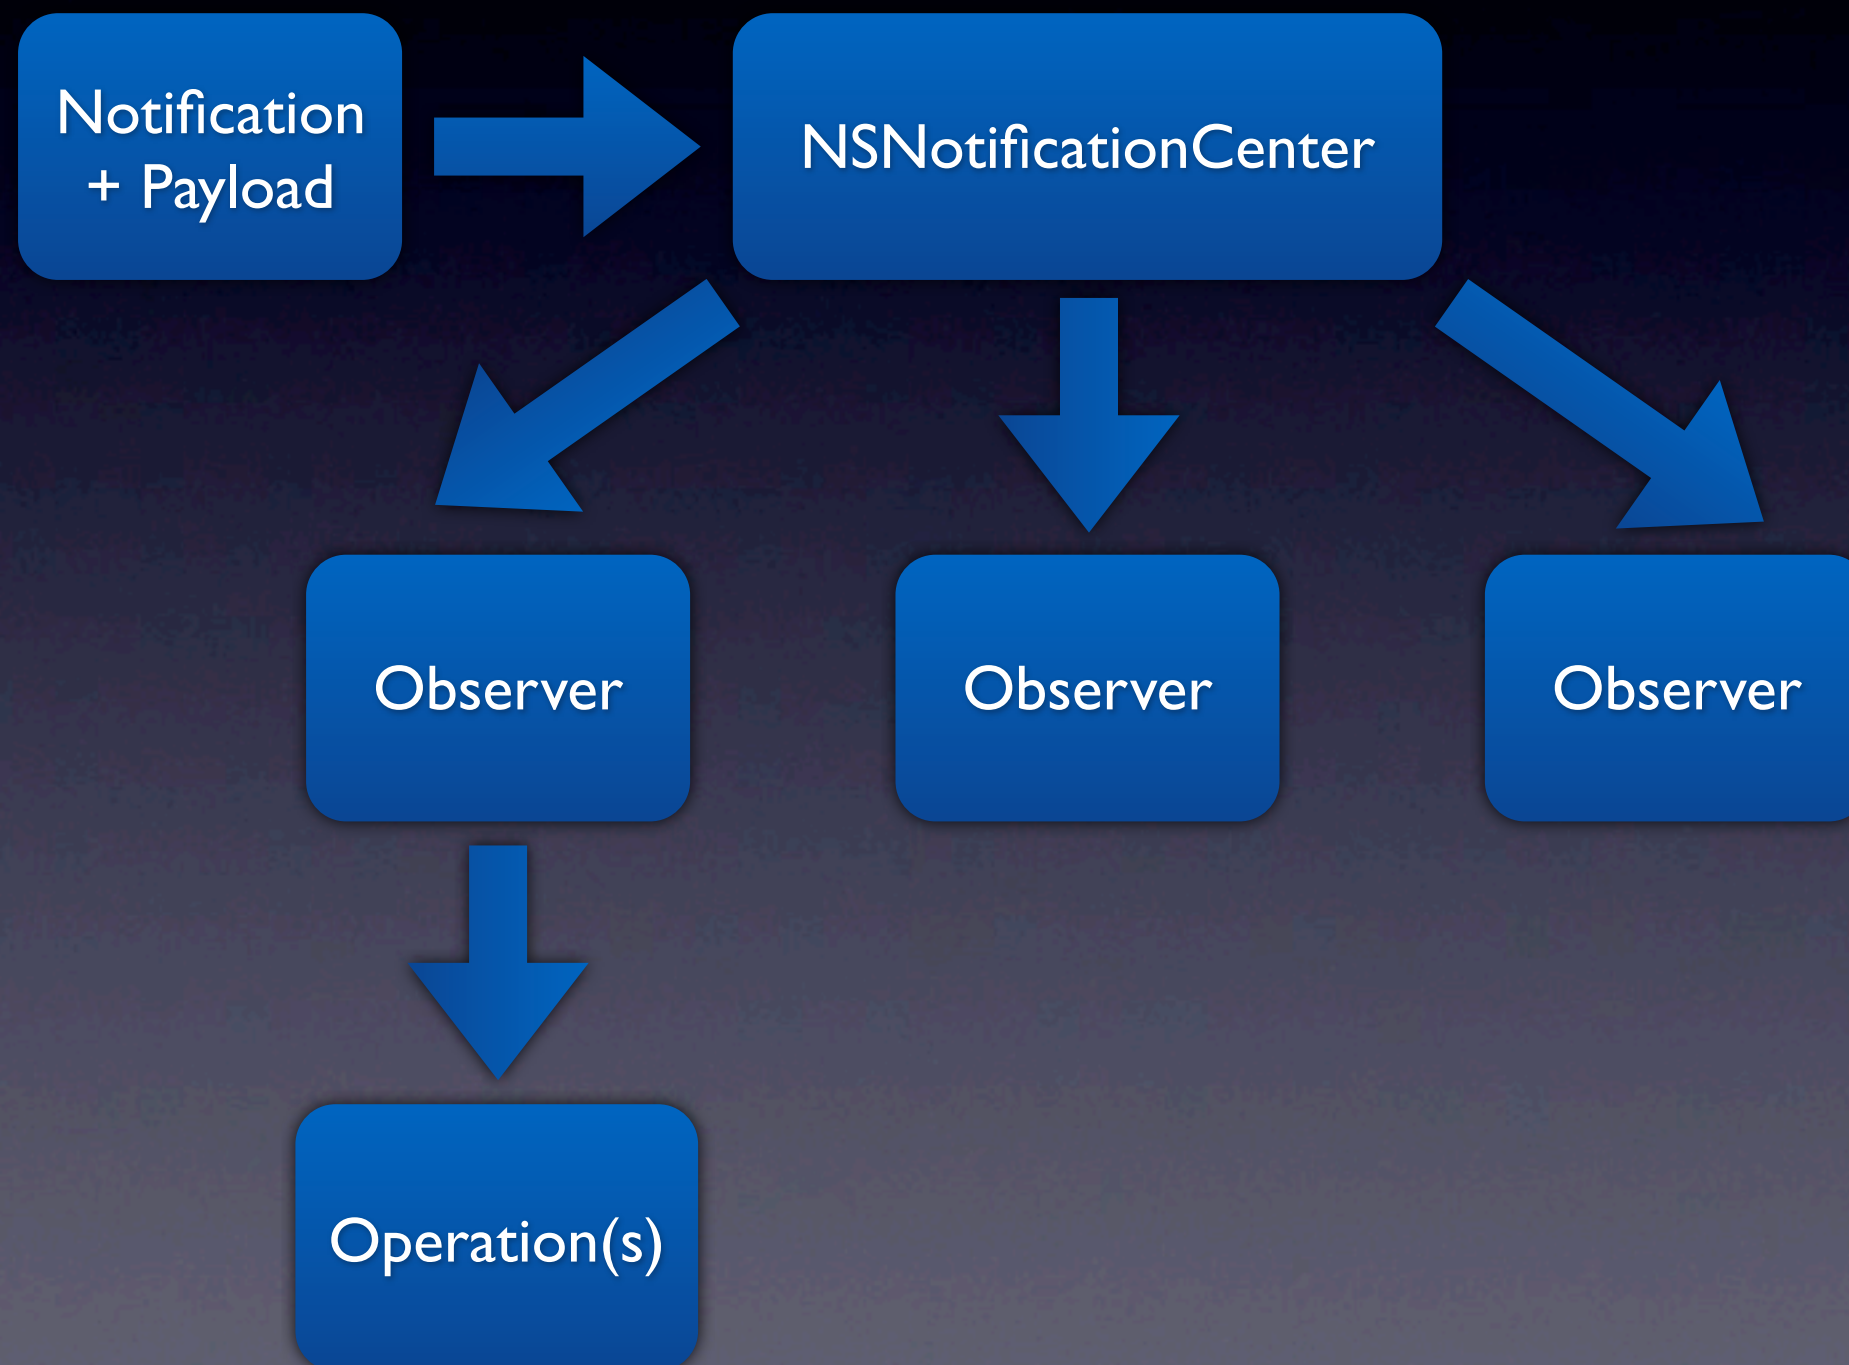 Notification
+ Payload
NSNotificationCenter
Observer
Observer
Observer
Operation(s)